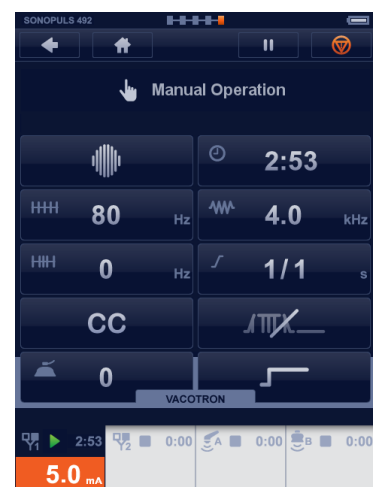 SONOPULS 492
Manual Operation
2:53
80 Hz
4.0 kHz
0 Hz
1/1 s
CC
0
VACOTRON
Y1 2:53 Y2 0:00 A 0:00 B 0:00
5.0 mA